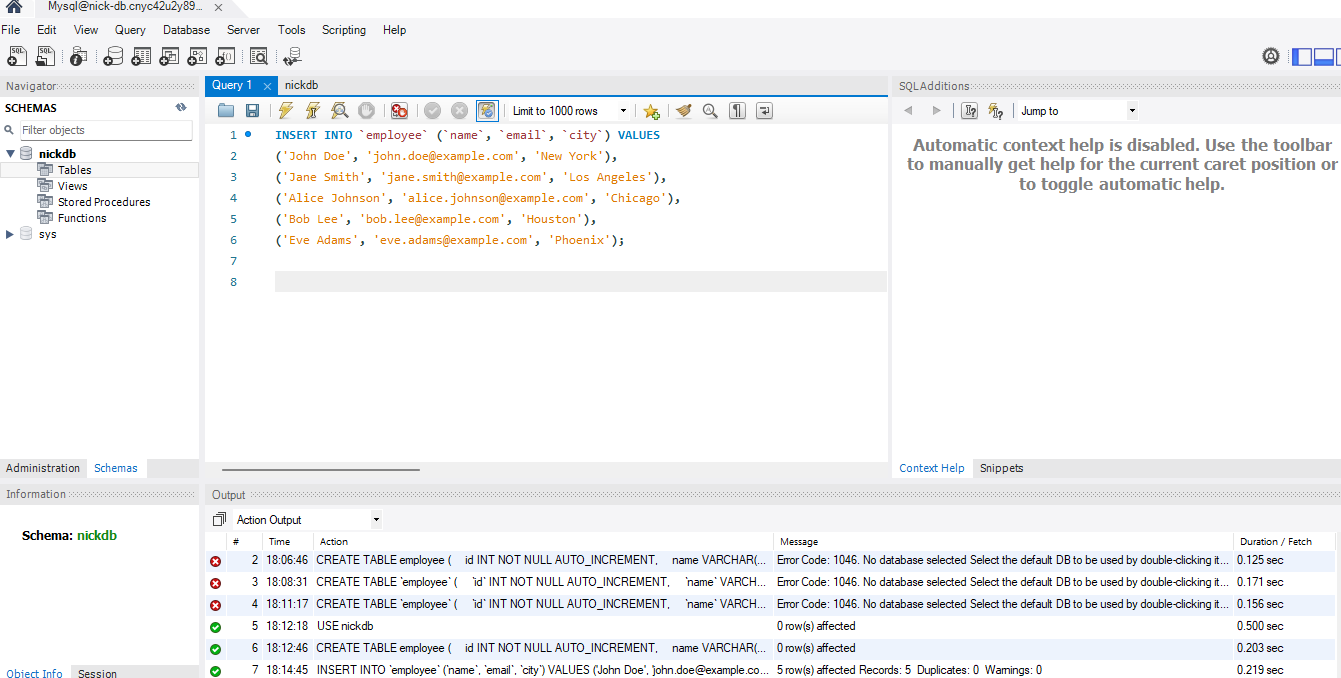 Mysql@nick-db.cnyc42u2y89...
File Edit View Query Database Server Tools Scripting Help
Navigator
SCHEMAS
Filter objects
nickdb
Tables
Views
Stored Procedures
Functions
sys
Administration Schemas
Information
Schema: nickdb
Object Info Session
Query 1 nickdb
Limit to 1000 rows
1 INSERT INTO `employee` (`name`, `email`, `city`) VALUES
2 ('John Doe', 'john.doe@example.com', 'New York'),
3 ('Jane Smith', 'jane.smith@example.com', 'Los Angeles'),
4 ('Alice Johnson', 'alice.johnson@example.com', 'Chicago'),
5 ('Bob Lee', 'bob.lee@example.com', 'Houston'),
6 ('Eve Adams', 'eve.adams@example.com', 'Phoenix');
7
8
SQLAdditions
Jump to
Automatic context help is disabled. Use the toolbar
to manually get help for the current caret position or
to toggle automatic help.
Context Help Snippets
Output
Action Output
# Time Action Message Duration / Fetch
2 18:06:46 CREATE TABLE employee ( id INT NOT NULL AUTO_INCREMENT, name VARCHAR(... Error Code: 1046. No database selected Select the default DB to be used by double-clicking it... 0.125 sec
3 18:08:31 CREATE TABLE `employee` ( `id` INT NOT NULL AUTO_INCREMENT, `name` VARCH... Error Code: 1046. No database selected Select the default DB to be used by double-clicking it... 0.171 sec
4 18:11:17 CREATE TABLE `employee` ( `id` INT NOT NULL AUTO_INCREMENT, `name` VARCH... Error Code: 1046. No database selected Select the default DB to be used by double-clicking it... 0.156 sec
5 18:12:18 USE nickdb 0 row(s) affected 0.500 sec
6 18:12:46 CREATE TABLE employee ( id INT NOT NULL AUTO_INCREMENT, name VARCHAR(... 0 row(s) affected 0.203 sec
7 18:14:45 INSERT INTO `employee` (`name`, `email`, `city`) VALUES ('John Doe', 'john.doe@example.co... 5 row(s) affected Records: 5 Duplicates: 0 Warnings: 0 0.219 sec